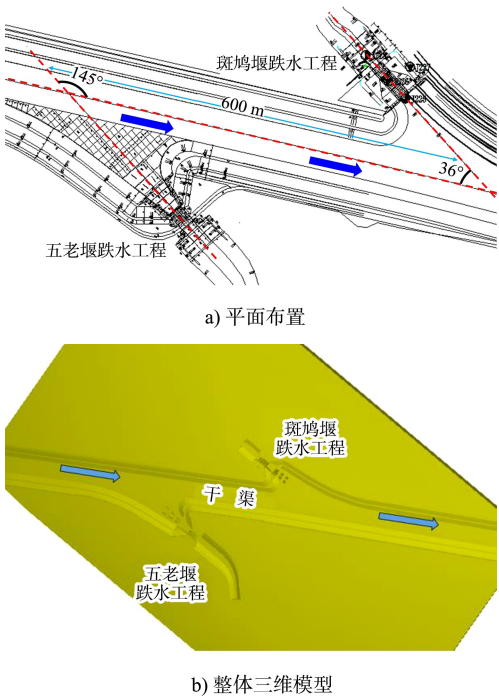 斑鸠堰跌水工程
145°
600 m
36°
五老堰跌水工程
a) 平面布置
斑鸠堰
跌水工程
干 渠
五老堰
跌水工程
b) 整体三维模型